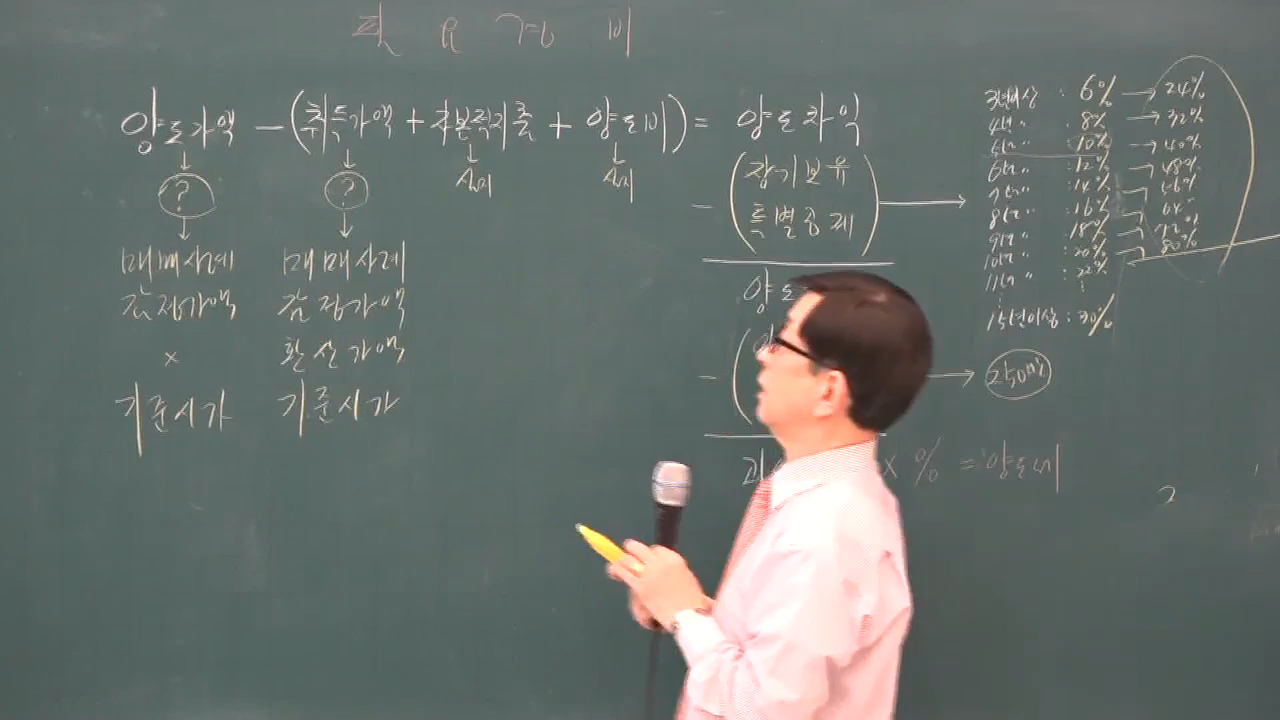 양도가액 - (취득가액 + 자본적지출 + 양도비) = 양도차익
↓ ↓ ↓ ↓
? ? 실지 실지
↓ ↓
매매사례 매매사례
감정가액 감정가액
× 환산가액
기준시가 기준시가
- (장기보유
특별공제) →
양도
- → 250만
× % = 양도세
2
3년이상 : 6% → 24%
4년 〃 : 8% → 32%
5년 〃 : 10% → 40%
6년 〃 : 12% → 48%
7년 〃 : 14% → 56%
8년 〃 : 16% → 64 〃
9년 〃 : 18% → 72%
10년 〃 : 20% → 80%
11년 〃 : 22%
⋮ ⋮
15년이상 : 30%